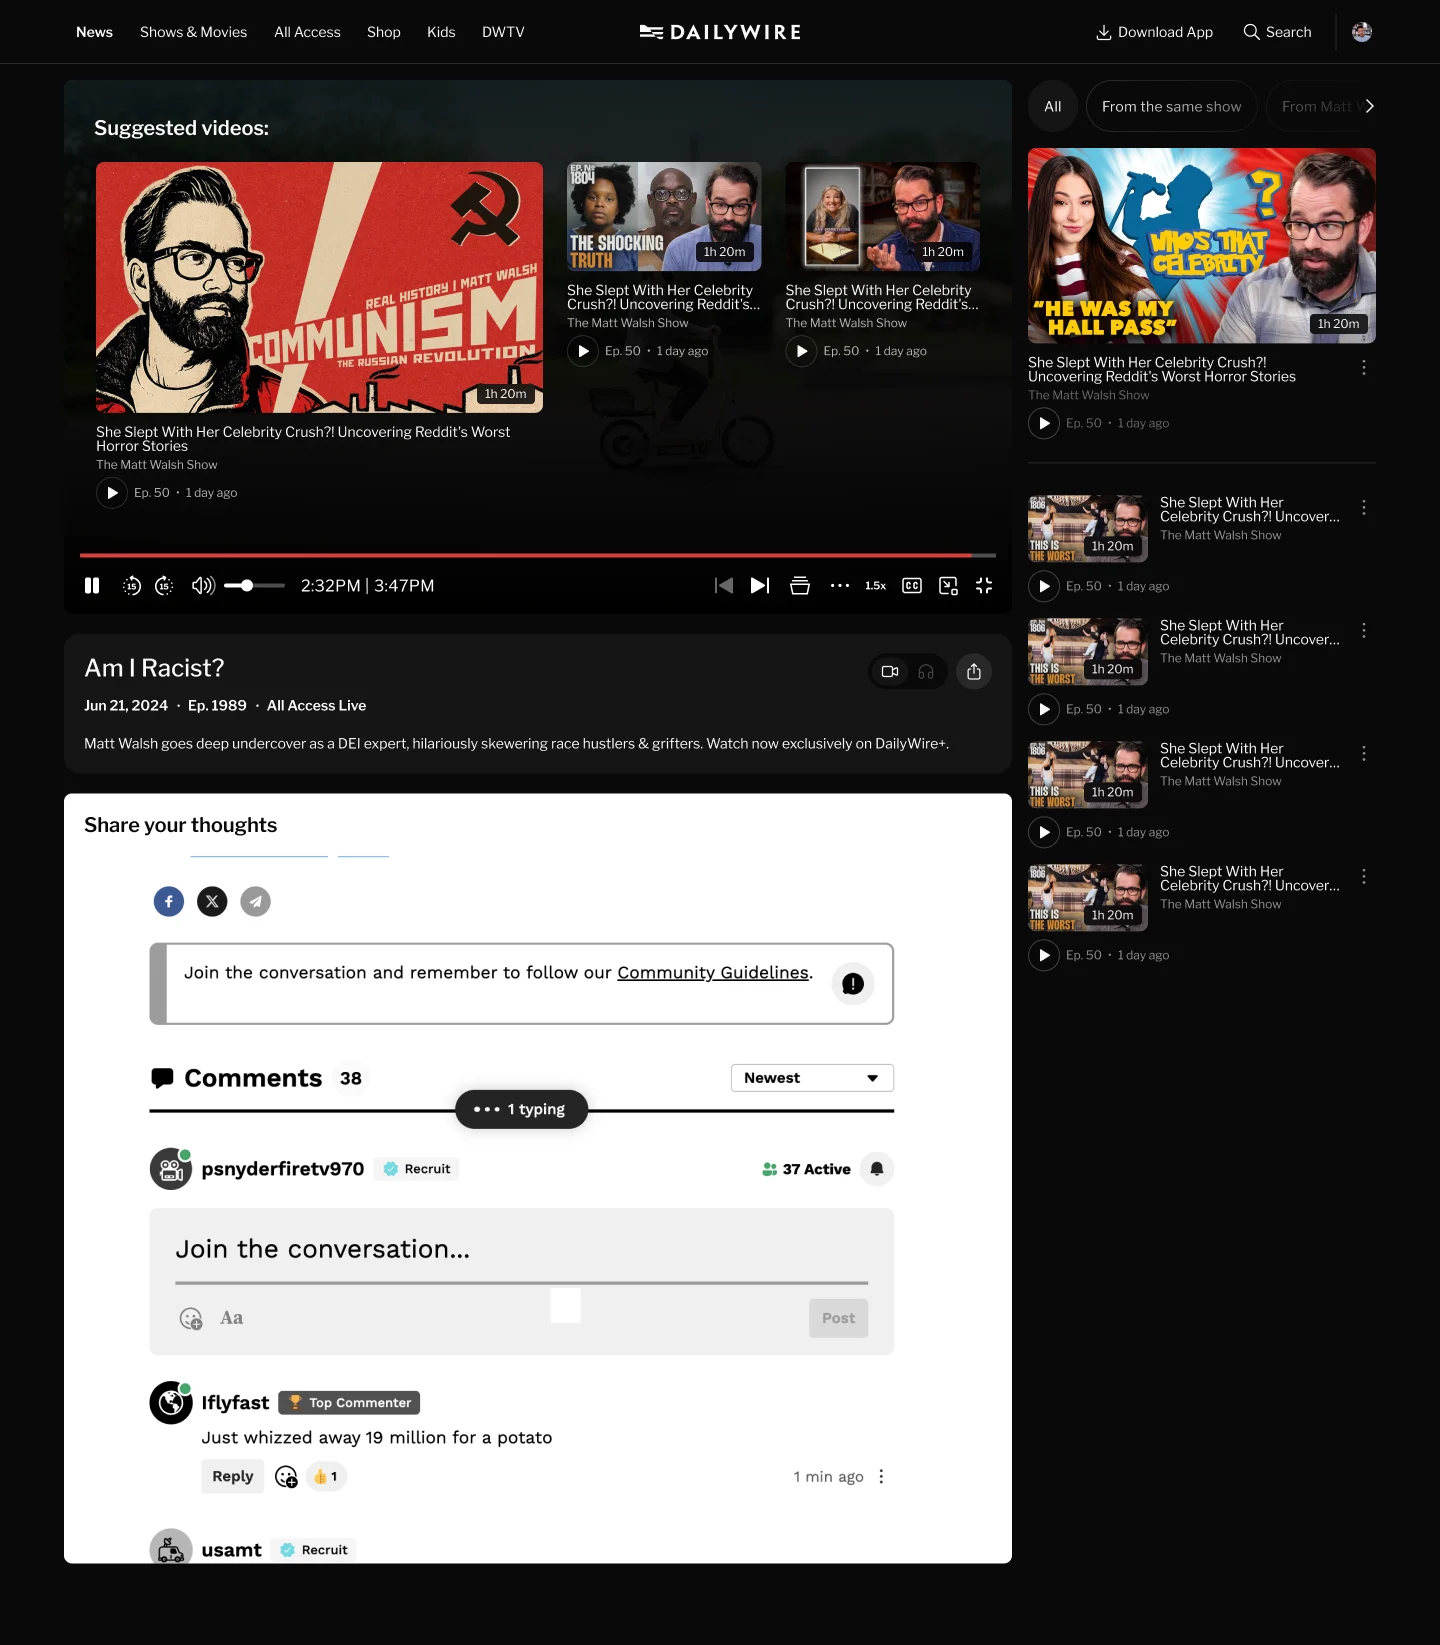 News Shows & Movies All Access Shop Kids DWTV
DAILYWIRE
Download App Search
Suggested videos:
REAL HISTORY | MATT WALSH
COMMUNISM
THE RUSSIAN REVOLUTION
1h 20m
She Slept With Her Celebrity Crush?! Uncovering Reddit's Worst
Horror Stories
The Matt Walsh Show
Ep. 50 • 1 day ago
EP. No
1804
THE SHOCKING
TRUTH
1h 20m
She Slept With Her Celebrity
Crush?! Uncovering Reddit's...
The Matt Walsh Show
Ep. 50 • 1 day ago
1h 20m
She Slept With Her Celebrity
Crush?! Uncovering Reddit's...
The Matt Walsh Show
Ep. 50 • 1 day ago
15 15 2:32PM | 3:47PM
1.5x CC
Am I Racist?
Jun 21, 2024 • Ep. 1989 • All Access Live
Matt Walsh goes deep undercover as a DEI expert, hilariously skewering race hustlers & grifters. Watch now exclusively on DailyWire+.
Share your thoughts
Join the conversation and remember to follow our Community Guidelines.
Comments 38
Newest
1 typing
psnyderfiretv970 Recruit
37 Active
Join the conversation...
Aa
Post
Iflyfast Top Commenter
Just whizzed away 19 million for a potato
Reply 1
1 min ago
usamt Recruit
All From the same show From Matt W
WHO'S THAT
CELEBRITY
?
"HE WAS MY
HALL PASS"
1h 20m
She Slept With Her Celebrity Crush?!
Uncovering Reddit's Worst Horror Stories
The Matt Walsh Show
Ep. 50 • 1 day ago
1806
THIS IS
THE WORST
1h 20m
She Slept With Her
Celebrity Crush?! Uncover...
The Matt Walsh Show
Ep. 50 • 1 day ago
1806
THIS IS
THE WORST
1h 20m
She Slept With Her
Celebrity Crush?! Uncover...
The Matt Walsh Show
Ep. 50 • 1 day ago
1806
THIS IS
THE WORST
1h 20m
She Slept With Her
Celebrity Crush?! Uncover...
The Matt Walsh Show
Ep. 50 • 1 day ago
1806
THIS IS
THE WORST
1h 20m
She Slept With Her
Celebrity Crush?! Uncover...
The Matt Walsh Show
Ep. 50 • 1 day ago